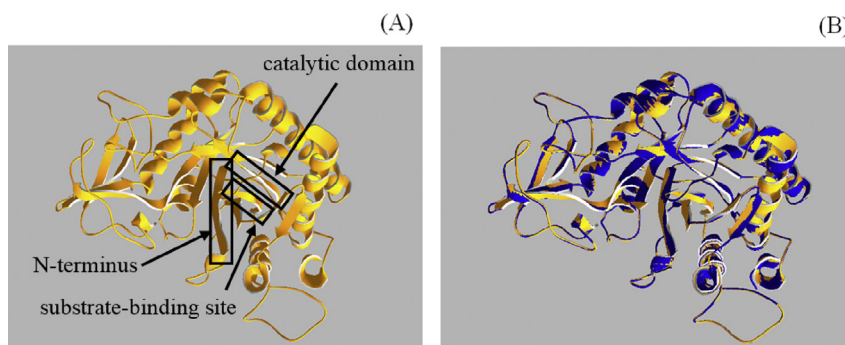 (A)
(B)
catalytic domain
N-terminus
substrate-binding site